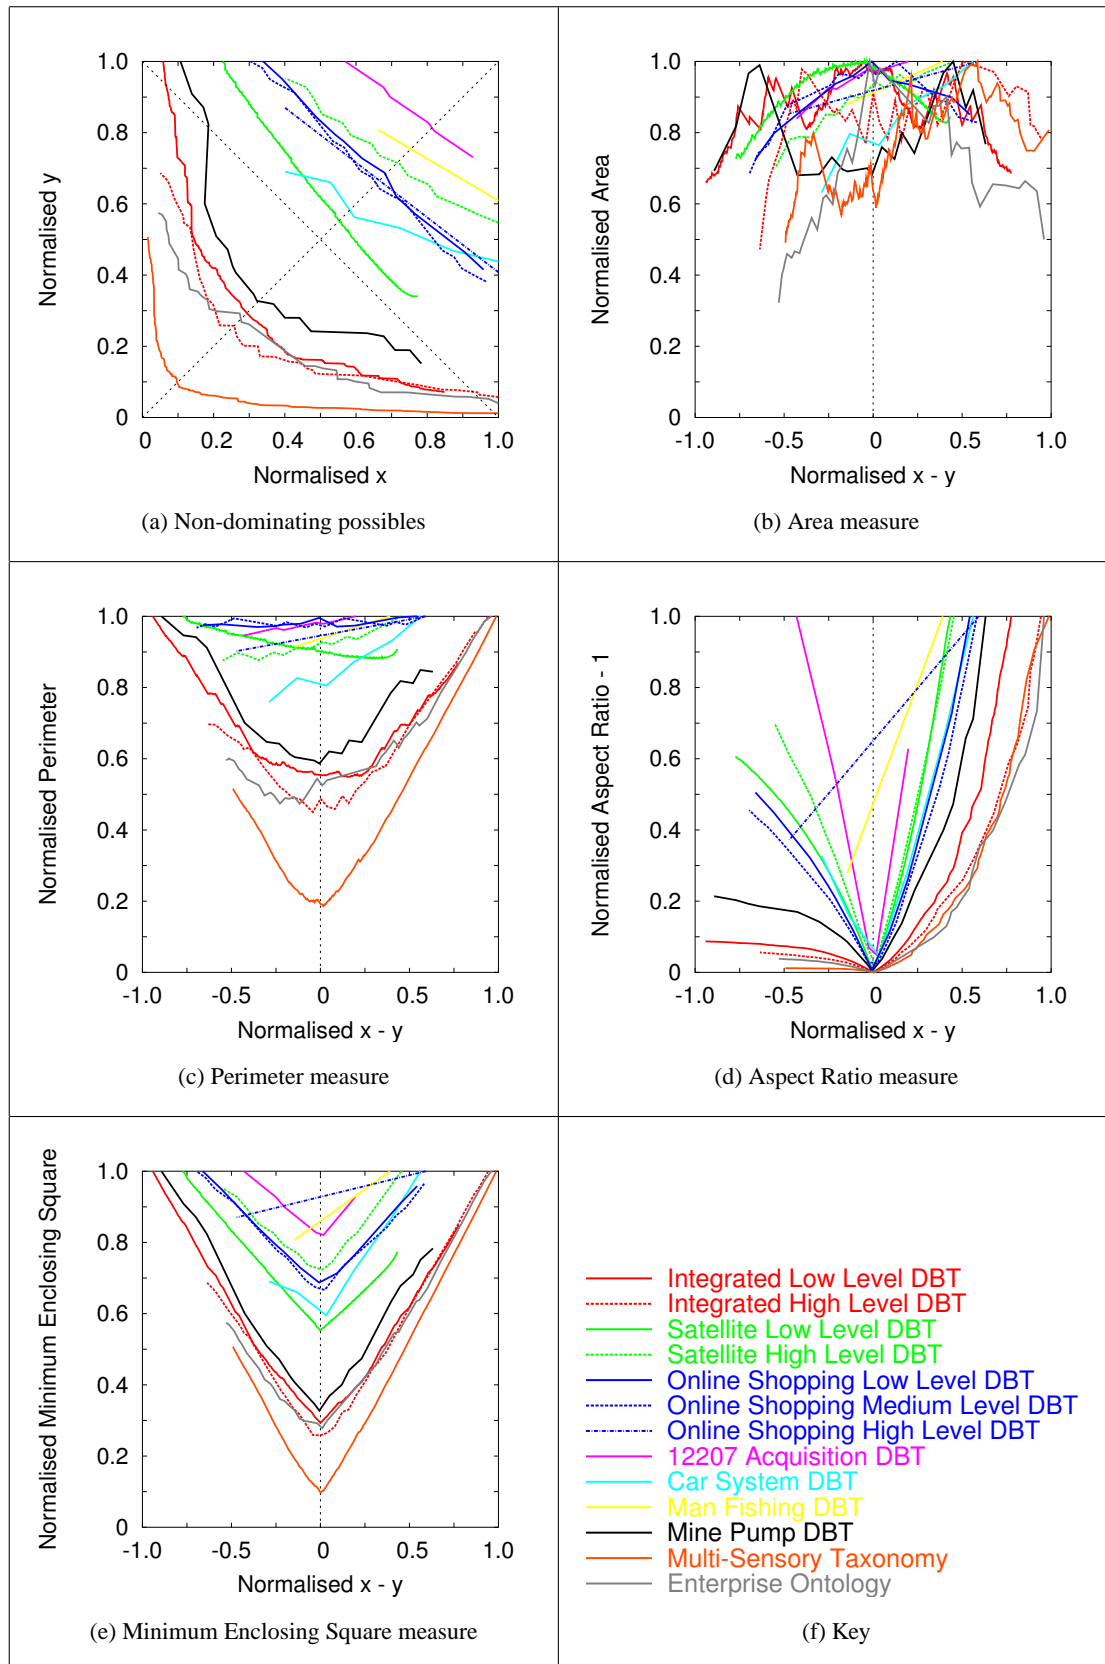 Normalised y
1.0
0.8
0.6
0.4
0.2
0
0 0.2 0.4 0.6 0.8 1.0
Normalised x
(a) Non-dominating possibles
Normalised Area
1.0
0.8
0.6
0.4
0.2
0
-1.0 -0.5 0 0.5 1.0
Normalised x - y
(b) Area measure
Normalised Perimeter
1.0
0.8
0.6
0.4
0.2
0
-1.0 -0.5 0 0.5 1.0
Normalised x - y
(c) Perimeter measure
Normalised Aspect Ratio - 1
1.0
0.8
0.6
0.4
0.2
0
-1.0 -0.5 0 0.5 1.0
Normalised x - y
(d) Aspect Ratio measure
Normalised Minimum Enclosing Square
1.0
0.8
0.6
0.4
0.2
0
-1.0 -0.5 0 0.5 1.0
Normalised x - y
(e) Minimum Enclosing Square measure
Integrated Low Level DBT
Integrated High Level DBT
Satellite Low Level DBT
Satellite High Level DBT
Online Shopping Low Level DBT
Online Shopping Medium Level DBT
Online Shopping High Level DBT
12207 Acquisition DBT
Car System DBT
Man Fishing DBT
Mine Pump DBT
Multi-Sensory Taxonomy
Enterprise Ontology
(f) Key